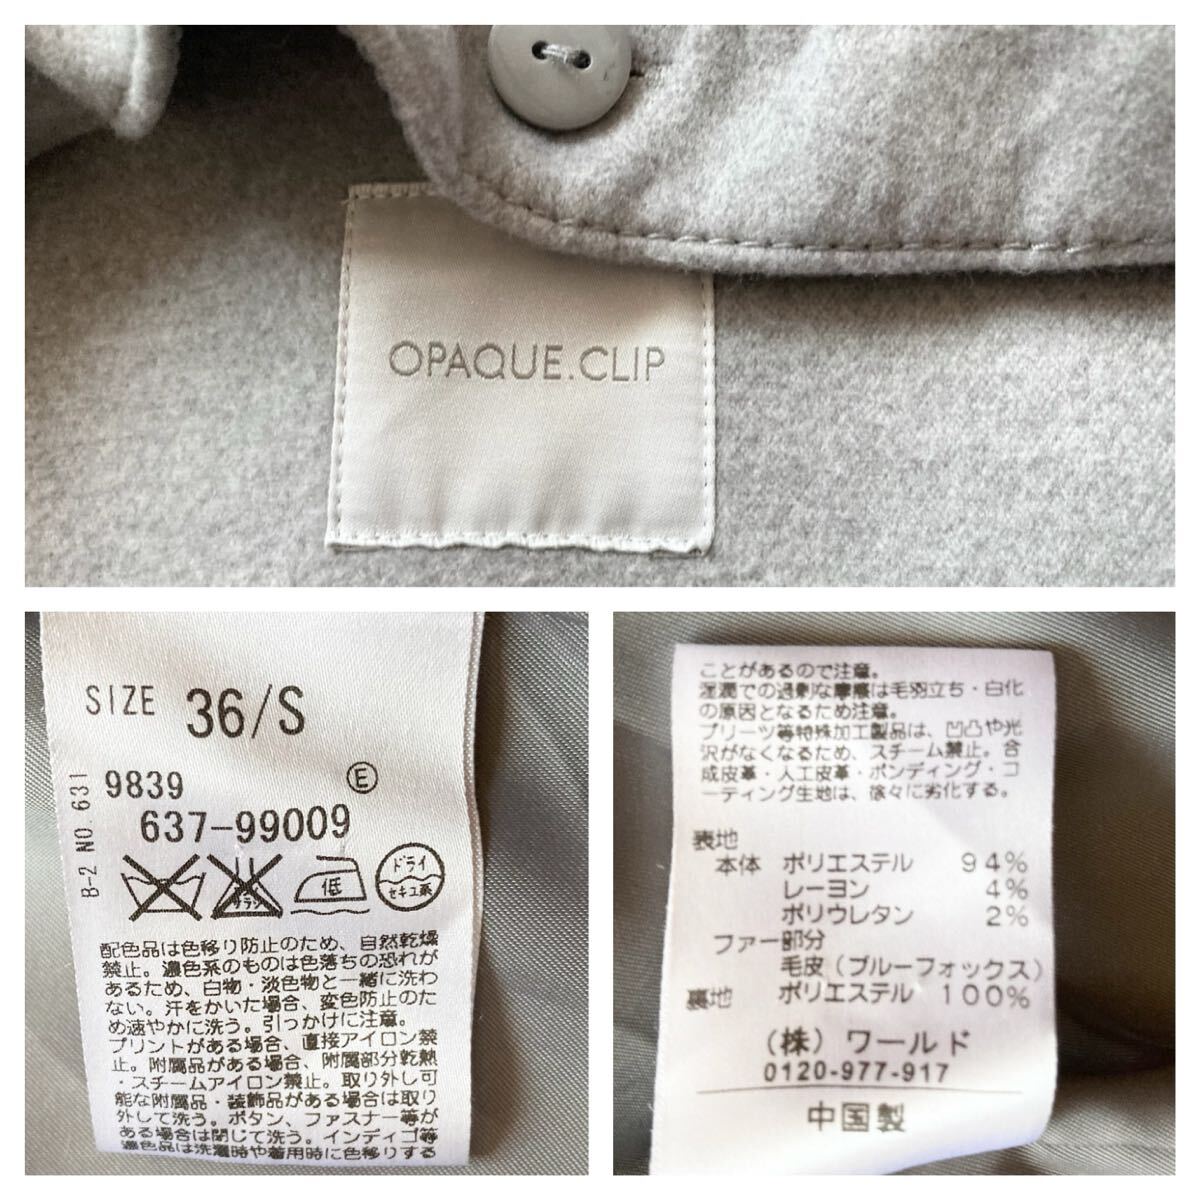 OPAQUE.CLIP
SIZE 36/S
B-2 NO.631
9839 E
637-99009
エンソサラシ
低
ドライ
セキユ系
配色品は色移り防止のため、自然乾燥
禁止。濃色系のものは色落ちの恐れが
あるため、白物・淡色物と一緒に洗わ
ない。汗をかいた場合、変色防止のた
め速やかに洗う。引っかけに注意。
プリントがある場合、直接アイロン禁
止。附属品がある場合、附属部分乾熱
・スチームアイロン禁止。取り外し可
能な附属品・装飾品がある場合は取り
外して洗う。ボタン、ファスナー等が
ある場合は閉じて洗う。インディゴ等
濃色品は洗濯時や着用時に色移りする
ことがあるので注意。
湿潤での過剰な摩擦は毛羽立ち・白化
の原因となるため注意。
プリーツ等特殊加工製品は、凹凸や光
沢がなくなるため、スチーム禁止。合
成皮革・人工皮革・ボンディング・コ
ーティング生地は、徐々に劣化する。
表地
本体 ポリエステル 94%
レーヨン 4%
ポリウレタン 2%
ファー部分
毛皮(ブルーフォックス)
裏地 ポリエステル 100%
(株)ワールド
0120-977-917
中国製